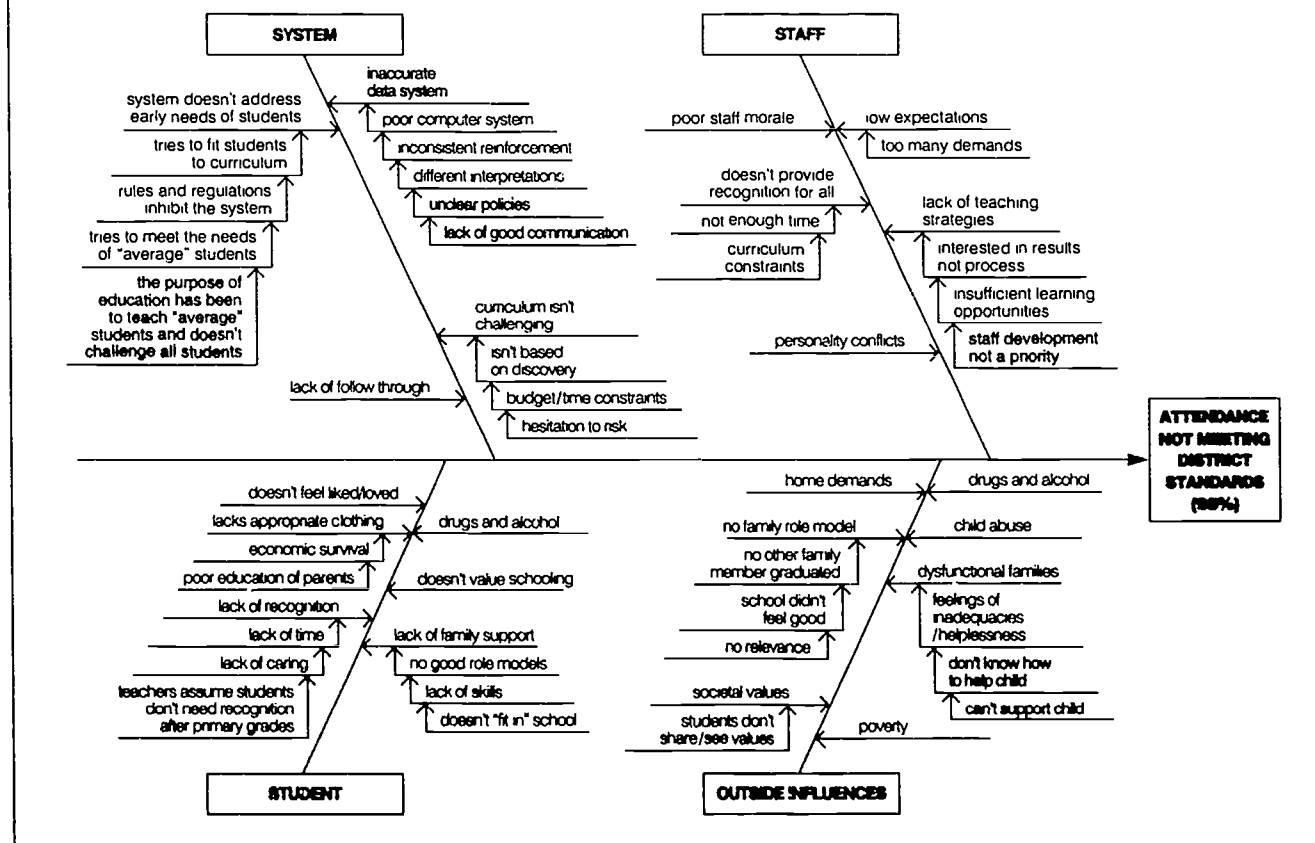 SYSTEM
inaccurate
data system
system doesn't address
early needs of students
poor computer system
tries to fit students
to curriculum
inconsistent reinforcement
different interpretations
rules and regulations
inhibit the system
unclear policies
lack of good communication
tries to meet the needs
of "average" students
the purpose of
education has been
to teach "average"
students and doesn't
challenge all students
curriculum isn't
challenging
isn't based
on discovery
lack of follow through
budget/time constraints
hesitation to risk
STAFF
poor staff morale
low expectations
too many demands
doesn't provide
recognition for all
not enough time
curriculum
constraints
lack of teaching
strategies
interested in results
not process
insufficient learning
opportunities
staff development
not a priority
personality conflicts
ATTENDANCE
NOT MEETING
DISTRICT
STANDARDS
doesn't feel liked/loved
lacks appropriate clothing
drugs and alcohol
economic survival
poor education of parents
doesn't value schooling
lack of recognition
lack of time
lack of family support
lack of caring
no good role models
teachers assume students
don't need recognition
after primary grades
lack of skills
doesn't "fit in" school
STUDENT
home demands
drugs and alcohol
no family role model
child abuse
no other family
member graduated
dysfunctional families
school didn't
feel good
feelings of
inadequacies
/helplessness
no relevance
don't know how
to help child
can't support child
societal values
students don't
share/see values
poverty
OUTSIDE INFLUENCES